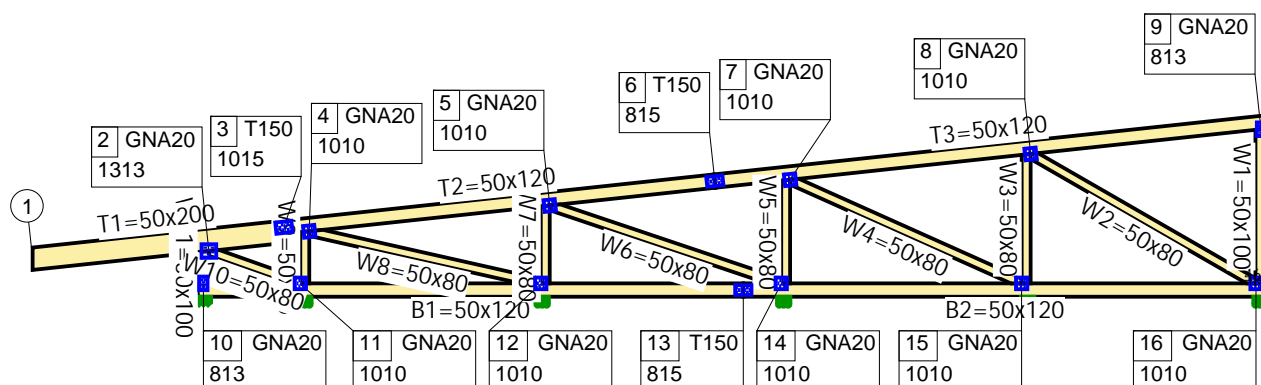 9 GNA20
813
8 GNA20
1010
7 GNA20
1010
6 T150
815
5 GNA20
1010
4 GNA20
1010
3 T150
1015
2 GNA20
1313
1
T1=50x200
T2=50x120
T3=50x120
W10=50x80
W8=50x80
W7=50x80
W6=50x80
W5=50x80
W4=50x80
W3=50x80
W2=50x80
W1=50x100
B1=50x120
B2=50x120
10 GNA20
813
11 GNA20
1010
12 GNA20
1010
13 T150
815
14 GNA20
1010
15 GNA20
1010
16 GNA20
1010